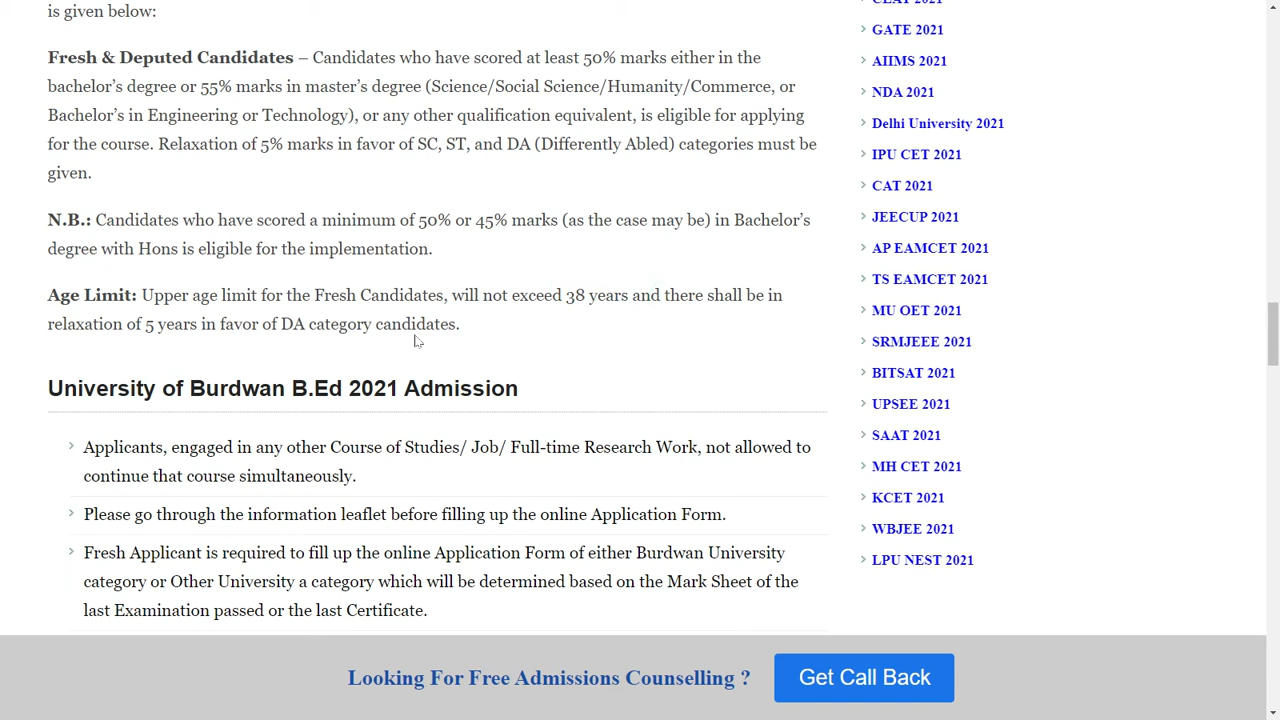 is given below:
Fresh & Deputed Candidates – Candidates who have scored at least 50% marks either in the
bachelor’s degree or 55% marks in master’s degree (Science/Social Science/Humanity/Commerce, or
Bachelor’s in Engineering or Technology), or any other qualification equivalent, is eligible for applying
for the course. Relaxation of 5% marks in favor of SC, ST, and DA (Differently Abled) categories must be
given.
N.B.: Candidates who have scored a minimum of 50% or 45% marks (as the case may be) in Bachelor’s
degree with Hons is eligible for the implementation.
Age Limit: Upper age limit for the Fresh Candidates, will not exceed 38 years and there shall be in
relaxation of 5 years in favor of DA category candidates.
University of Burdwan B.Ed 2021 Admission
Applicants, engaged in any other Course of Studies/ Job/ Full-time Research Work, not allowed to
continue that course simultaneously.
Please go through the information leaflet before filling up the online Application Form.
Fresh Applicant is required to fill up the online Application Form of either Burdwan University
category or Other University a category which will be determined based on the Mark Sheet of the
last Examination passed or the last Certificate.
CLAT 2021
GATE 2021
AIIMS 2021
NDA 2021
Delhi University 2021
IPU CET 2021
CAT 2021
JEECUP 2021
AP EAMCET 2021
TS EAMCET 2021
MU OET 2021
SRMJEEE 2021
BITSAT 2021
UPSEE 2021
SAAT 2021
MH CET 2021
KCET 2021
WBJEE 2021
LPU NEST 2021
Looking For Free Admissions Counselling ?
Get Call Back